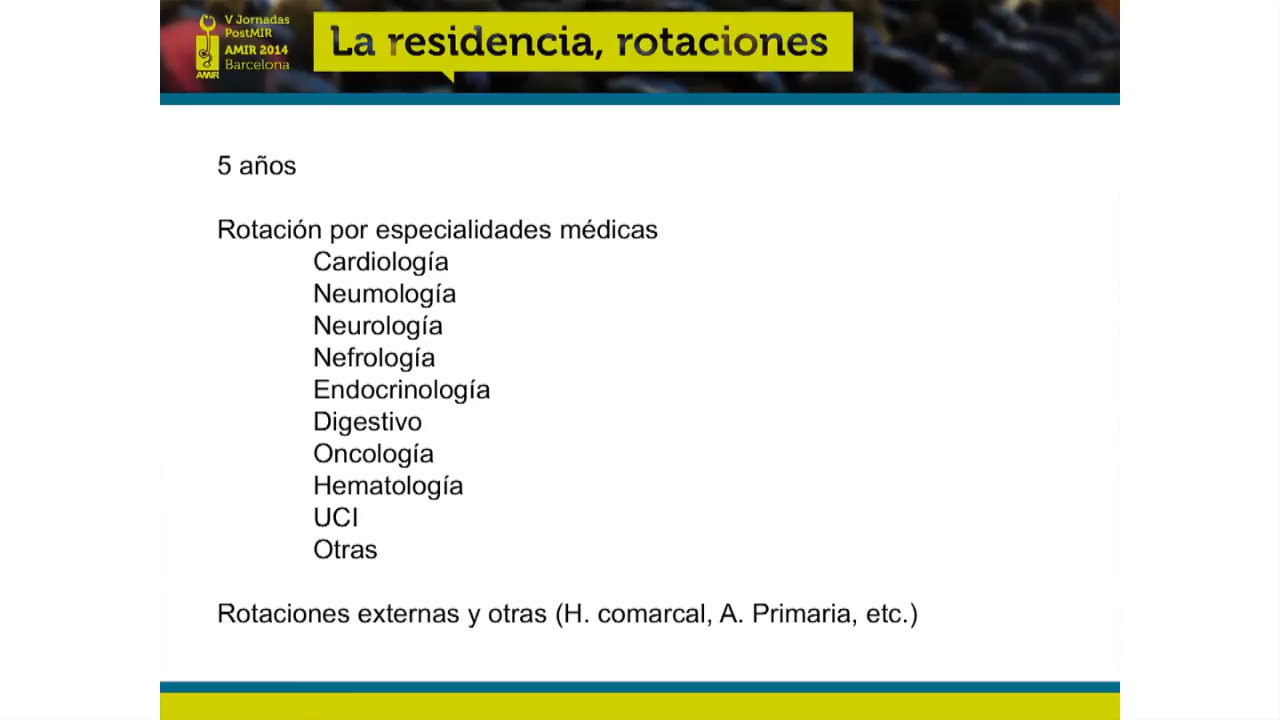 V Jornadas
PostMIR
AMIR 2014
Barcelona
AMIR
La residencia, rotaciones
5 años
Rotación por especialidades médicas
Cardiología
Neumología
Neurología
Nefrología
Endocrinología
Digestivo
Oncología
Hematología
UCI
Otras
Rotaciones externas y otras (H. comarcal, A. Primaria, etc.)